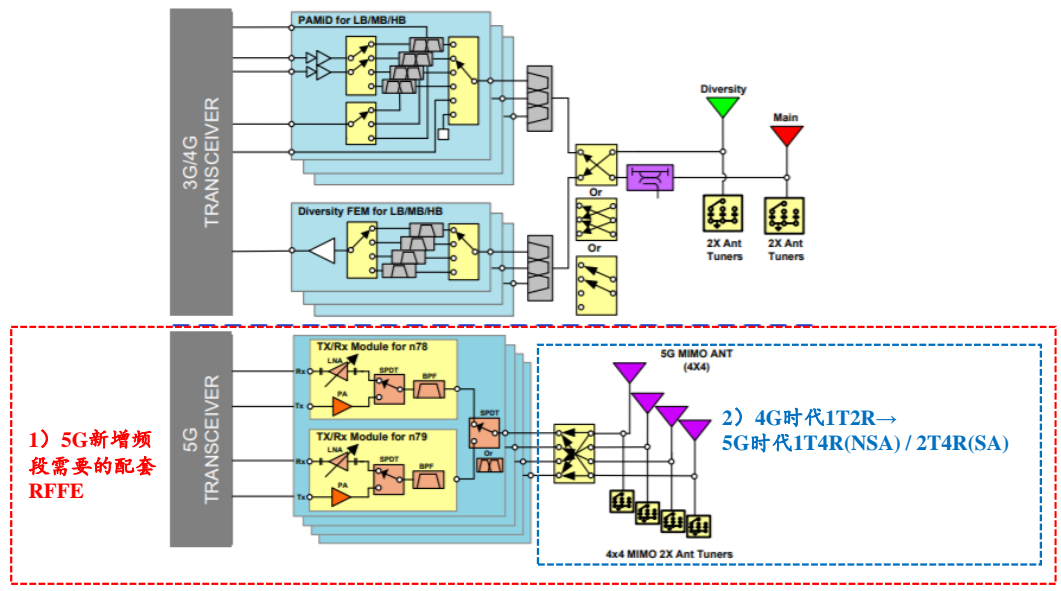 PAMiD for LB/MB/HB
3G/4G
TRANSCEIVER
Diversity
Main
Or
Or
2X Ant
Tuners
2X Ant
Tuners
Diversity FEM for LB/MB/HB
1）5G新增频
段需要的配套
RFFE
5G
TRANSCEIVER
TX/Rx Module for n78
Rx
LNA
SPDT
BPF
PA
Tx
TX/Rx Module for n79
Rx
LNA
SPDT
BPF
PA
Tx
SPDT
Or
5G MIMO ANT
(4X4)
2）4G时代1T2R→
5G时代1T4R(NSA) / 2T4R(SA)
4x4 MIMO 2X Ant Tuners